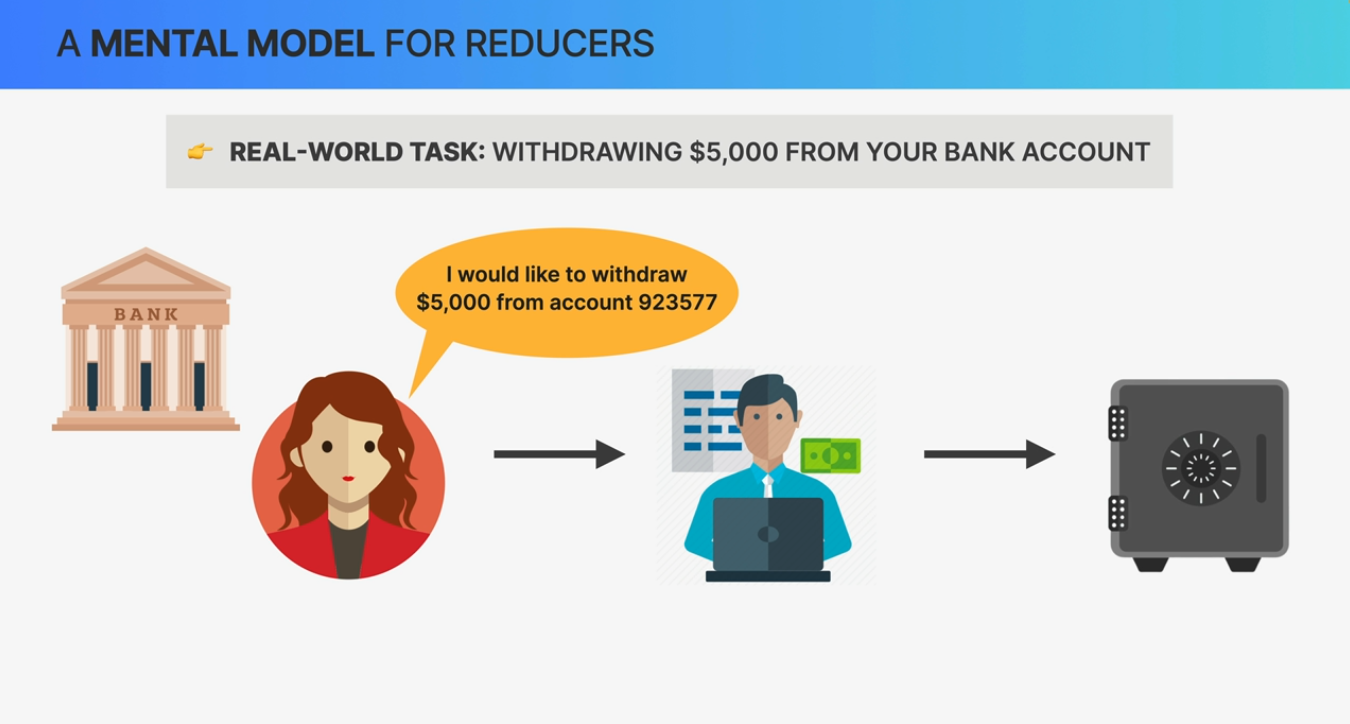 A MENTAL MODEL FOR REDUCERS
👉 REAL-WORLD TASK: WITHDRAWING $5,000 FROM YOUR BANK ACCOUNT
I would like to withdraw
$5,000 from account 923577
BANK